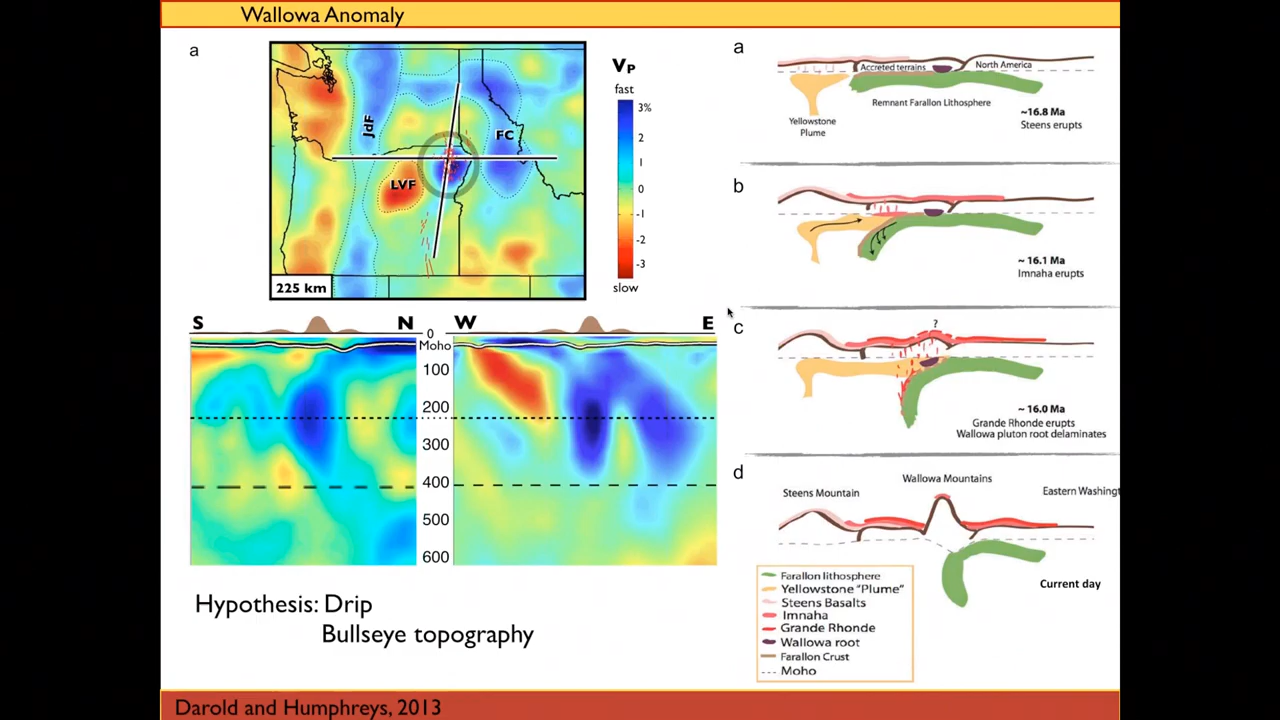 Wallowa Anomaly
a
JdF
FC
LVF
225 km
VP
fast
3%
2
1
0
-1
-2
-3
slow
S N W E
0
Moho
100
200
300
400
500
600
Hypothesis: Drip
Bullseye topography
a
Accreted terrains
North America
Remnant Farallon Lithosphere
Yellowstone
Plume
~16.8 Ma
Steens erupts
b
~ 16.1 Ma
Imnaha erupts
c
?
~ 16.0 Ma
Grande Rhonde erupts
Wallowa pluton root delaminates
d
Wallowa Mountains
Steens Mountain
Eastern Washingt
Current day
Farallon lithosphere
Yellowstone "Plume"
Steens Basalts
Imnaha
Grande Rhonde
Wallowa root
Farallon Crust
Moho
Darold and Humphreys, 2013